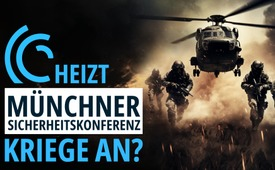 HEIZT
MÜNCHNER
SICHERHEITSKONFERENZ
KRIEGE AN?